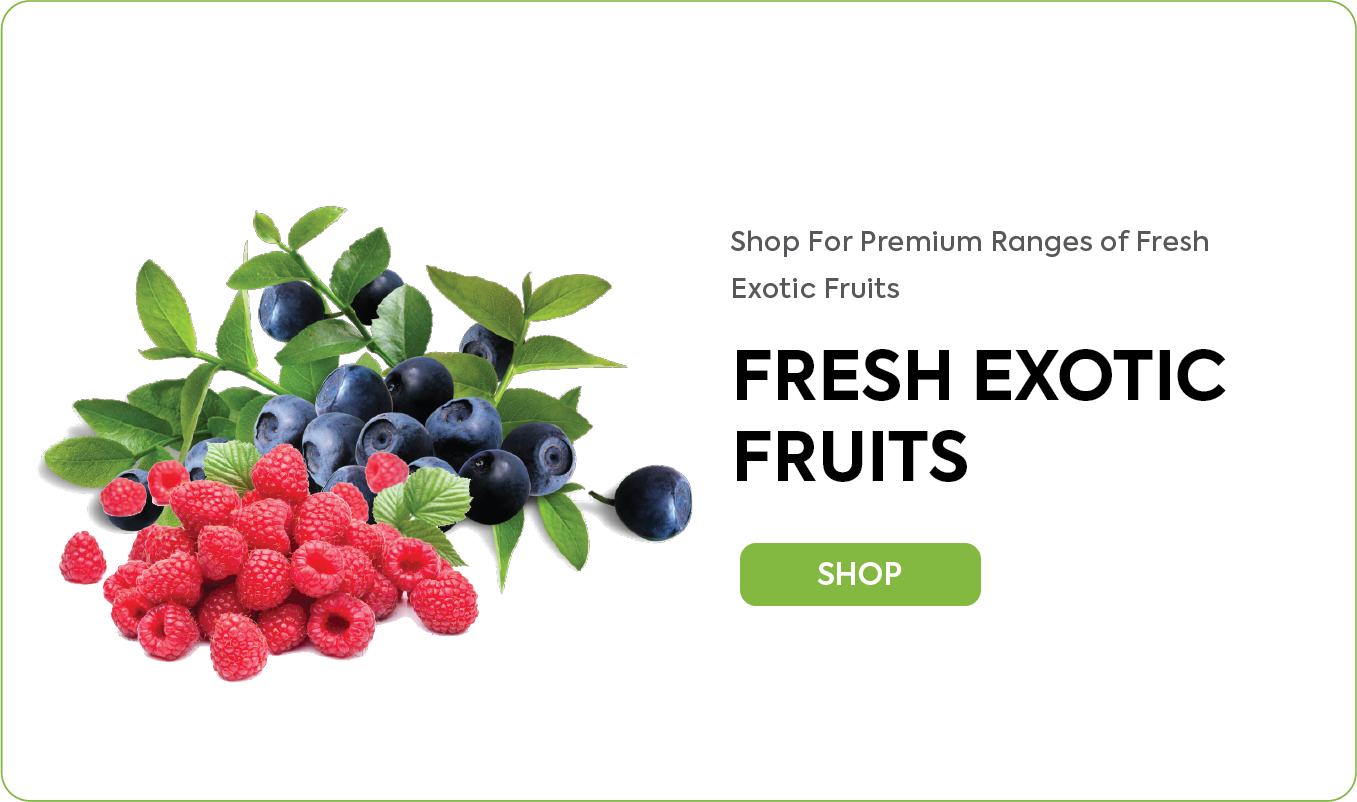 Shop For Premium Ranges of Fresh
Exotic Fruits
FRESH EXOTIC
FRUITS
SHOP